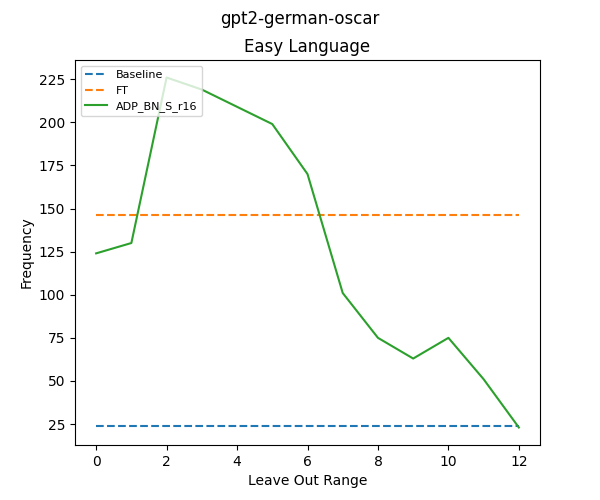 gpt2-german-oscar
Easy Language
Baseline
FT
ADP_BN_S_r16
225
200
175
150
125
100
75
50
25
Frequency
0 2 4 6 8 10 12
Leave Out Range